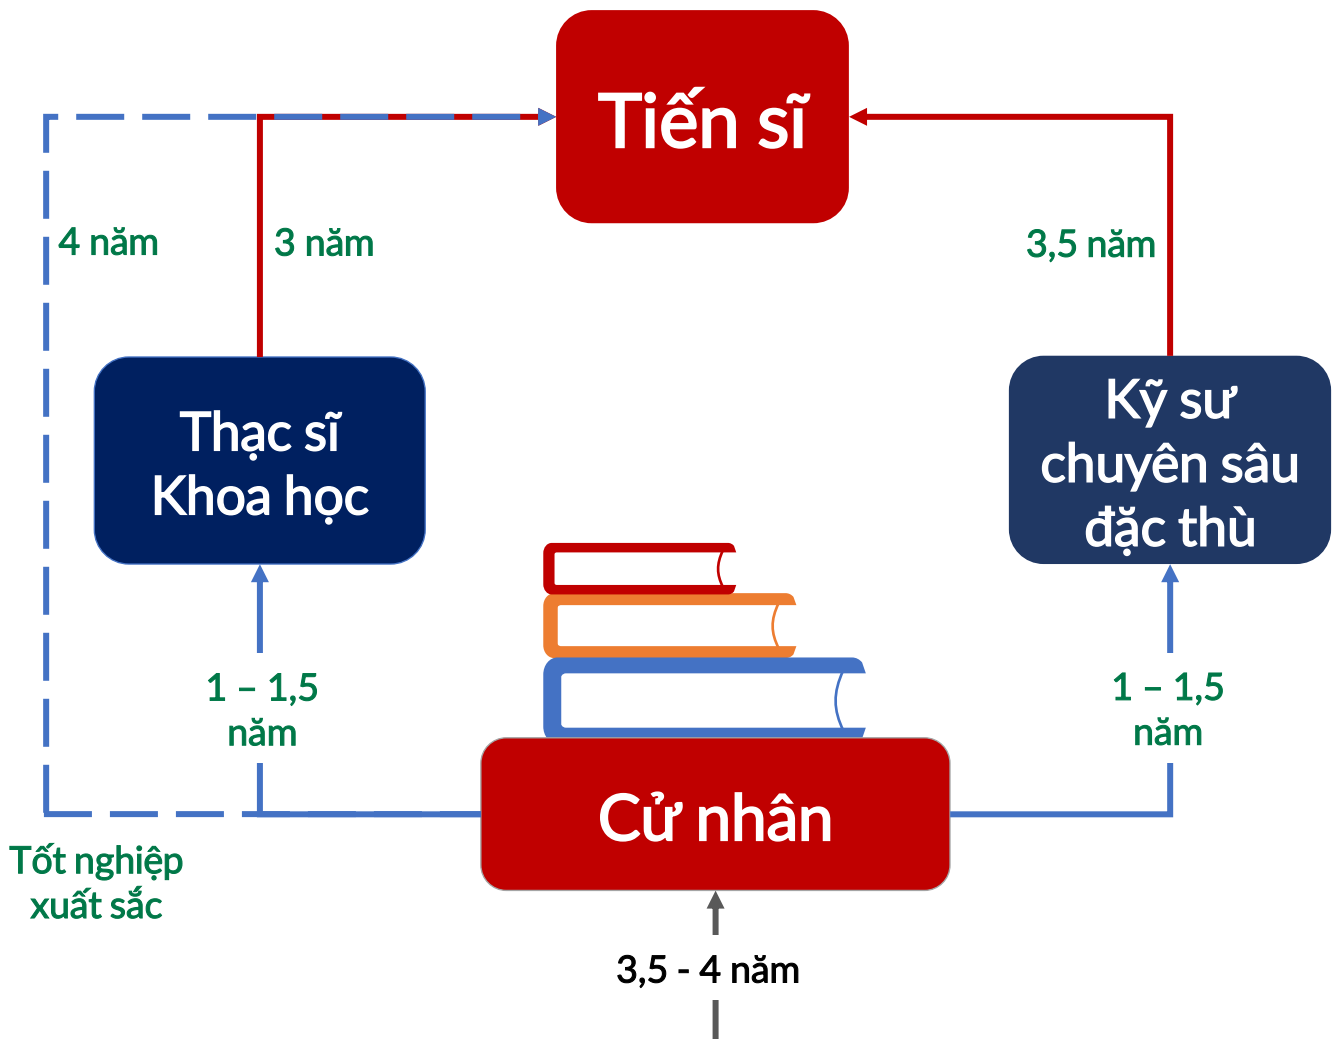 Tiến sĩ
4 năm
3 năm
3,5 năm
Thạc sĩ
Khoa học
Kỹ sư
chuyên sâu
đặc thù
1 – 1,5
năm
1 – 1,5
năm
Cử nhân
Tốt nghiệp
xuất sắc
3,5 - 4 năm